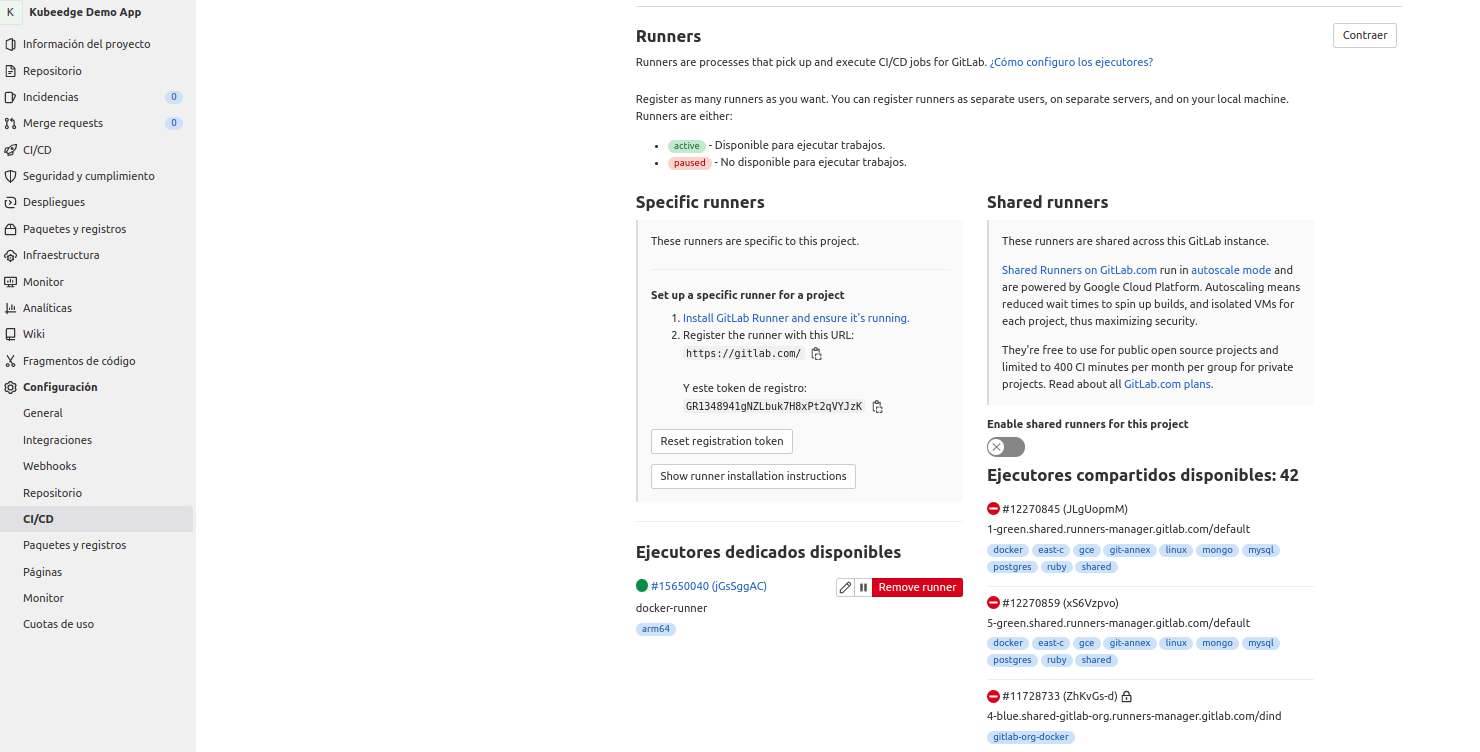 K Kubeedge Demo App
Información del proyecto
Repositorio
Incidencias 0
Merge requests 0
CI/CD
Seguridad y cumplimiento
Despliegues
Paquetes y registros
Infraestructura
Monitor
Analíticas
Wiki
Fragmentos de código
Configuración
General
Integraciones
Webhooks
Repositorio
CI/CD
Paquetes y registros
Páginas
Monitor
Cuotas de uso
Runners
Contraer
Runners are processes that pick up and execute CI/CD jobs for GitLab. ¿Cómo configuro los ejecutores?
Register as many runners as you want. You can register runners as separate users, on separate servers, and on your local machine.
Runners are either:
• active - Disponible para ejecutar trabajos.
• paused - No disponible para ejecutar trabajos.
Specific runners
These runners are specific to this project.
Set up a specific runner for a project
1. Install GitLab Runner and ensure it's running.
2. Register the runner with this URL:
https://gitlab.com/
Y este token de registro:
GR1348941gNZLbuk7H8xPt2qVYJzK
Reset registration token
Show runner installation instructions
Ejecutores dedicados disponibles
#15650040 (jGsSggAC) Remove runner
docker-runner
arm64
Shared runners
These runners are shared across this GitLab instance.
Shared Runners on GitLab.com run in autoscale mode and
are powered by Google Cloud Platform. Autoscaling means
reduced wait times to spin up builds, and isolated VMs for
each project, thus maximizing security.
They're free to use for public open source projects and
limited to 400 CI minutes per month per group for private
projects. Read about all GitLab.com plans.
Enable shared runners for this project
Ejecutores compartidos disponibles: 42
#12270845 (JLgUopmM)
1-green.shared.runners-manager.gitlab.com/default
docker east-c gce git-annex linux mongo mysql
postgres ruby shared
#12270859 (xS6Vzpvo)
5-green.shared.runners-manager.gitlab.com/default
docker east-c gce git-annex linux mongo mysql
postgres ruby shared
#11728733 (ZhKvGs-d)
4-blue.shared-gitlab-org.runners-manager.gitlab.com/dind
gitlab-org-docker